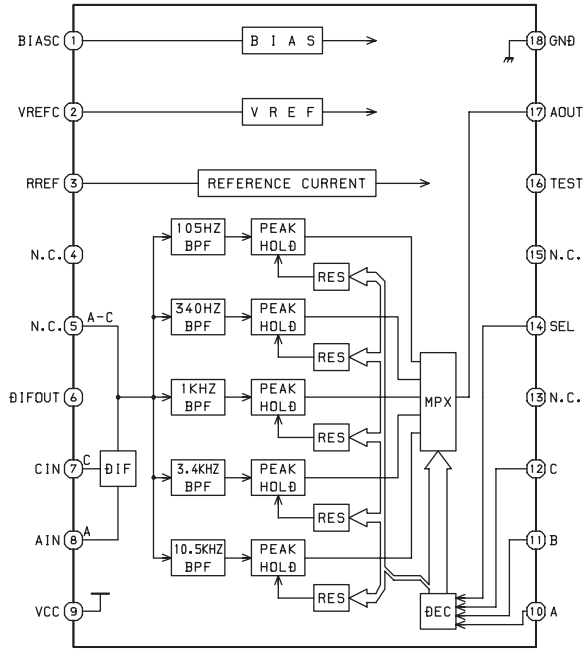 BIASC 1 B I A S 18 GND
VREFC 2 V R E F 17 AOUT
RREF 3 REFERENCE CURRENT 16 TEST
105HZ BPF
PEAK HOLD
N.C. 4 15 N.C.
RES
340HZ BPF
PEAK HOLD
N.C. 5 A-C 14 SEL
RES
1KHZ BPF
PEAK HOLD
MPX
DIFOUT 6 13 N.C.
RES
CIN 7 C DIF 12 C
3.4KHZ BPF
PEAK HOLD
RES
AIN 8 A 11 B
10.5KHZ BPF
PEAK HOLD
RES
VCC 9 DEC 10 A